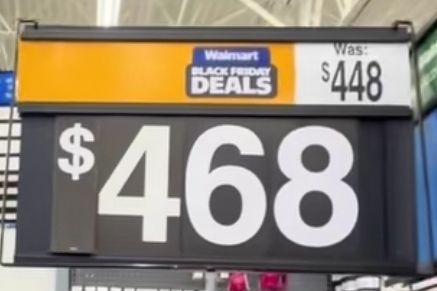 Walmart
BLACK FRIDAY
DEALS
Was:
$448
$468